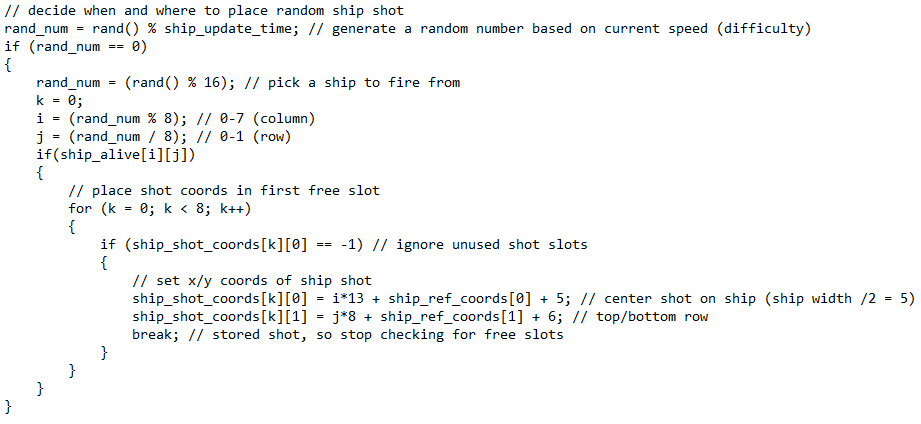 // decide when and where to place random ship shot
rand_num = rand() % ship_update_time; // generate a random number based on current speed (difficulty)
if (rand_num == 0)
{
    rand_num = (rand() % 16); // pick a ship to fire from
    k = 0;
    i = (rand_num % 8); // 0-7 (column)
    j = (rand_num / 8); // 0-1 (row)
    if(ship_alive[i][j])
    {
        // place shot coords in first free slot
        for (k = 0; k < 8; k++)
        {
            if (ship_shot_coords[k][0] == -1) // ignore unused shot slots
            {
                // set x/y coords of ship shot
                ship_shot_coords[k][0] = i*13 + ship_ref_coords[0] + 5; // center shot on ship (ship width /2 = 5)
                ship_shot_coords[k][1] = j*8 + ship_ref_coords[1] + 6; // top/bottom row
                break; // stored shot, so stop checking for free slots
            }
        }
    }
}